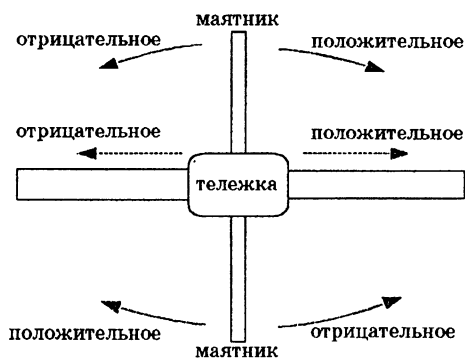 маятник
отрицательное
положительное
отрицательное
положительное
тележка
положительное
отрицательное
маятник